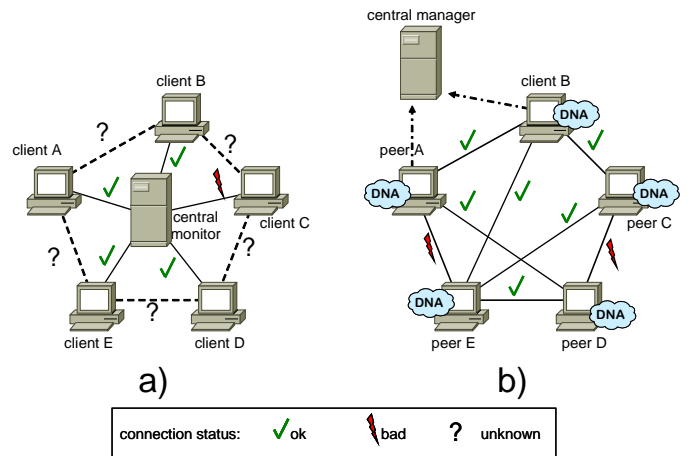 client B
?
?
client A
client C
central
monitor
?
?
?
client E
client D
a)
central manager
client B
DNA
peer A
DNA
DNA
peer C
DNA
DNA
peer E
peer D
b)
connection status: ok bad ? unknown